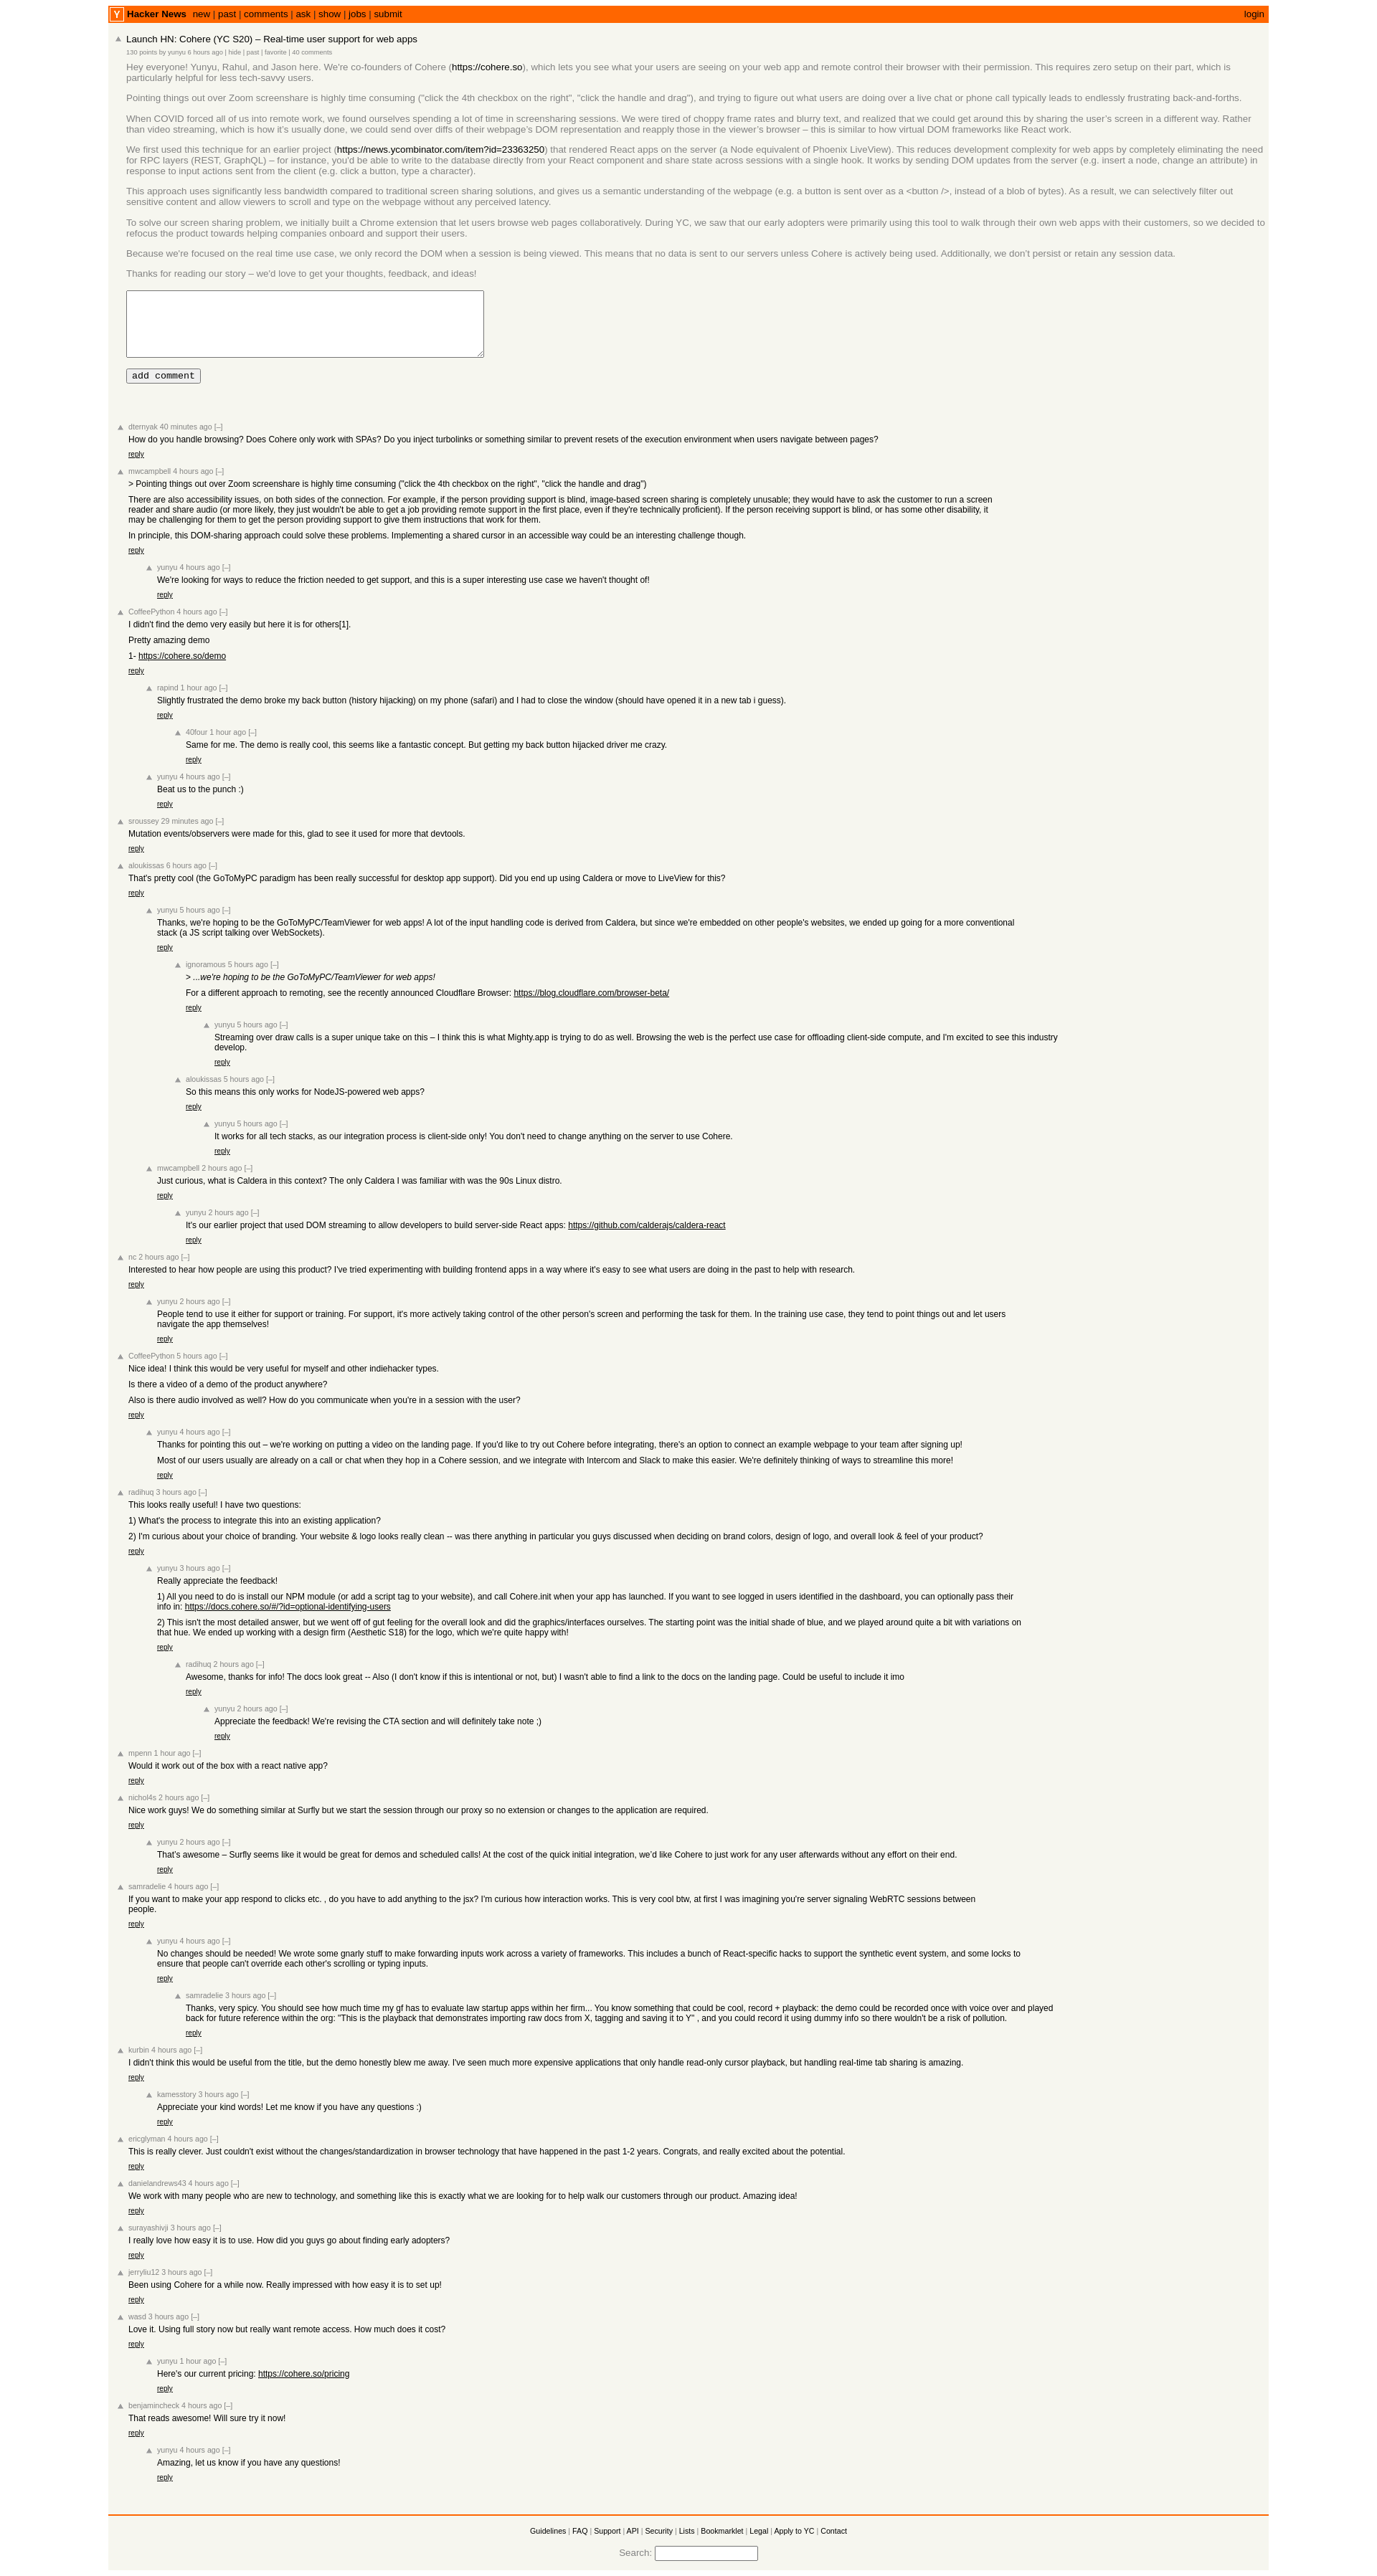 Y Hacker News new | past | comments | ask | show | jobs | submit login
Launch HN: Cohere (YC S20) – Real-time user support for web apps
130 points by yunyu 6 hours ago | hide | past | favorite | 40 comments
Hey everyone! Yunyu, Rahul, and Jason here. We're co-founders of Cohere (https://cohere.so), which lets you see what your users are seeing on your web app and remote control their browser with their permission. This requires zero setup on their part, which is
particularly helpful for less tech-savvy users.
Pointing things out over Zoom screenshare is highly time consuming ("click the 4th checkbox on the right", "click the handle and drag"), and trying to figure out what users are doing over a live chat or phone call typically leads to endlessly frustrating back-and-forths.
When COVID forced all of us into remote work, we found ourselves spending a lot of time in screensharing sessions. We were tired of choppy frame rates and blurry text, and realized that we could get around this by sharing the user's screen in a different way. Rather
than video streaming, which is how it's usually done, we could send over diffs of their webpage's DOM representation and reapply those in the viewer's browser – this is similar to how virtual DOM frameworks like React work.
We first used this technique for an earlier project (https://news.ycombinator.com/item?id=23363250) that rendered React apps on the server (a Node equivalent of Phoenix LiveView). This reduces development complexity for web apps by completely eliminating the need
for RPC layers (REST, GraphQL) – for instance, you'd be able to write to the database directly from your React component and share state across sessions with a single hook. It works by sending DOM updates from the server (e.g. insert a node, change an attribute) in
response to input actions sent from the client (e.g. click a button, type a character).
This approach uses significantly less bandwidth compared to traditional screen sharing solutions, and gives us a semantic understanding of the webpage (e.g. a button is sent over as a <button />, instead of a blob of bytes). As a result, we can selectively filter out
sensitive content and allow viewers to scroll and type on the webpage without any perceived latency.
To solve our screen sharing problem, we initially built a Chrome extension that let users browse web pages collaboratively. During YC, we saw that our early adopters were primarily using this tool to walk through their own web apps with their customers, so we decided to
refocus the product towards helping companies onboard and support their users.
Because we're focused on the real time use case, we only record the DOM when a session is being viewed. This means that no data is sent to our servers unless Cohere is actively being used. Additionally, we don't persist or retain any session data.
Thanks for reading our story – we'd love to get your thoughts, feedback, and ideas!
add comment
dternyak 40 minutes ago [–]
How do you handle browsing? Does Cohere only work with SPAs? Do you inject turbolinks or something similar to prevent resets of the execution environment when users navigate between pages?
reply
mwcampbell 4 hours ago [–]
> Pointing things out over Zoom screenshare is highly time consuming ("click the 4th checkbox on the right", "click the handle and drag")
There are also accessibility issues, on both sides of the connection. For example, if the person providing support is blind, image-based screen sharing is completely unusable; they would have to ask the customer to run a screen
reader and share audio (or more likely, they just wouldn't be able to get a job providing remote support in the first place, even if they're technically proficient). If the person receiving support is blind, or has some other disability, it
may be challenging for them to get the person providing support to give them instructions that work for them.
In principle, this DOM-sharing approach could solve these problems. Implementing a shared cursor in an accessible way could be an interesting challenge though.
reply
yunyu 4 hours ago [–]
We're looking for ways to reduce the friction needed to get support, and this is a super interesting use case we haven't thought of!
reply
CoffeePython 4 hours ago [–]
I didn't find the demo very easily but here it is for others[1].
Pretty amazing demo
1- https://cohere.so/demo
reply
rapind 1 hour ago [–]
Slightly frustrated the demo broke my back button (history hijacking) on my phone (safari) and I had to close the window (should have opened it in a new tab i guess).
reply
40four 1 hour ago [–]
Same for me. The demo is really cool, this seems like a fantastic concept. But getting my back button hijacked driver me crazy.
reply
yunyu 4 hours ago [–]
Beat us to the punch :)
reply
sroussey 29 minutes ago [–]
Mutation events/observers were made for this, glad to see it used for more that devtools.
reply
aloukissas 6 hours ago [–]
That's pretty cool (the GoToMyPC paradigm has been really successful for desktop app support). Did you end up using Caldera or move to LiveView for this?
reply
yunyu 5 hours ago [–]
Thanks, we're hoping to be the GoToMyPC/TeamViewer for web apps! A lot of the input handling code is derived from Caldera, but since we're embedded on other people's websites, we ended up going for a more conventional
stack (a JS script talking over WebSockets).
reply
ignoramous 5 hours ago [–]
> ...we're hoping to be the GoToMyPC/TeamViewer for web apps!
For a different approach to remoting, see the recently announced Cloudflare Browser: https://blog.cloudflare.com/browser-beta/
reply
yunyu 5 hours ago [–]
Streaming over draw calls is a super unique take on this – I think this is what Mighty.app is trying to do as well. Browsing the web is the perfect use case for offloading client-side compute, and I'm excited to see this industry
develop.
reply
aloukissas 5 hours ago [–]
So this means this only works for NodeJS-powered web apps?
reply
yunyu 5 hours ago [–]
It works for all tech stacks, as our integration process is client-side only! You don't need to change anything on the server to use Cohere.
reply
mwcampbell 2 hours ago [–]
Just curious, what is Caldera in this context? The only Caldera I was familiar with was the 90s Linux distro.
reply
yunyu 2 hours ago [–]
It's our earlier project that used DOM streaming to allow developers to build server-side React apps: https://github.com/calderajs/caldera-react
reply
nc 2 hours ago [–]
Interested to hear how people are using this product? I've tried experimenting with building frontend apps in a way where it's easy to see what users are doing in the past to help with research.
reply
yunyu 2 hours ago [–]
People tend to use it either for support or training. For support, it's more actively taking control of the other person's screen and performing the task for them. In the training use case, they tend to point things out and let users
navigate the app themselves!
reply
CoffeePython 5 hours ago [–]
Nice idea! I think this would be very useful for myself and other indiehacker types.
Is there a video of a demo of the product anywhere?
Also is there audio involved as well? How do you communicate when you're in a session with the user?
reply
yunyu 4 hours ago [–]
Thanks for pointing this out – we're working on putting a video on the landing page. If you'd like to try out Cohere before integrating, there's an option to connect an example webpage to your team after signing up!
Most of our users usually are already on a call or chat when they hop in a Cohere session, and we integrate with Intercom and Slack to make this easier. We're definitely thinking of ways to streamline this more!
reply
radihuq 3 hours ago [–]
This looks really useful! I have two questions:
1) What's the process to integrate this into an existing application?
2) I'm curious about your choice of branding. Your website & logo looks really clean -- was there anything in particular you guys discussed when deciding on brand colors, design of logo, and overall look & feel of your product?
reply
yunyu 3 hours ago [–]
Really appreciate the feedback!
1) All you need to do is install our NPM module (or add a script tag to your website), and call Cohere.init when your app has launched. If you want to see logged in users identified in the dashboard, you can optionally pass their
info in: https://docs.cohere.so/#/?id=optional-identifying-users
2) This isn't the most detailed answer, but we went off of gut feeling for the overall look and did the graphics/interfaces ourselves. The starting point was the initial shade of blue, and we played around quite a bit with variations on
that hue. We ended up working with a design firm (Aesthetic S18) for the logo, which we're quite happy with!
reply
radihuq 2 hours ago [–]
Awesome, thanks for info! The docs look great -- Also (I don't know if this is intentional or not, but) I wasn't able to find a link to the docs on the landing page. Could be useful to include it imo
reply
yunyu 2 hours ago [–]
Appreciate the feedback! We're revising the CTA section and will definitely take note ;)
reply
mpenn 1 hour ago [–]
Would it work out of the box with a react native app?
reply
nichol4s 2 hours ago [–]
Nice work guys! We do something similar at Surfly but we start the session through our proxy so no extension or changes to the application are required.
reply
yunyu 2 hours ago [–]
That's awesome – Surfly seems like it would be great for demos and scheduled calls! At the cost of the quick initial integration, we'd like Cohere to just work for any user afterwards without any effort on their end.
reply
samradelie 4 hours ago [–]
If you want to make your app respond to clicks etc. , do you have to add anything to the jsx? I'm curious how interaction works. This is very cool btw, at first I was imagining you're server signaling WebRTC sessions between
people.
reply
yunyu 4 hours ago [–]
No changes should be needed! We wrote some gnarly stuff to make forwarding inputs work across a variety of frameworks. This includes a bunch of React-specific hacks to support the synthetic event system, and some locks to
ensure that people can't override each other's scrolling or typing inputs.
reply
samradelie 3 hours ago [–]
Thanks, very spicy. You should see how much time my gf has to evaluate law startup apps within her firm... You know something that could be cool, record + playback: the demo could be recorded once with voice over and played
back for future reference within the org: "This is the playback that demonstrates importing raw docs from X, tagging and saving it to Y" , and you could record it using dummy info so there wouldn't be a risk of pollution.
reply
kurbin 4 hours ago [–]
I didn't think this would be useful from the title, but the demo honestly blew me away. I've seen much more expensive applications that only handle read-only cursor playback, but handling real-time tab sharing is amazing.
reply
kamesstory 3 hours ago [–]
Appreciate your kind words! Let me know if you have any questions :)
reply
ericglyman 4 hours ago [–]
This is really clever. Just couldn't exist without the changes/standardization in browser technology that have happened in the past 1-2 years. Congrats, and really excited about the potential.
reply
danielandrews43 4 hours ago [–]
We work with many people who are new to technology, and something like this is exactly what we are looking for to help walk our customers through our product. Amazing idea!
reply
surayashivji 3 hours ago [–]
I really love how easy it is to use. How did you guys go about finding early adopters?
reply
jerryliu12 3 hours ago [–]
Been using Cohere for a while now. Really impressed with how easy it is to set up!
reply
wasd 3 hours ago [–]
Love it. Using full story now but really want remote access. How much does it cost?
reply
yunyu 1 hour ago [–]
Here's our current pricing: https://cohere.so/pricing
reply
benjamincheck 4 hours ago [–]
That reads awesome! Will sure try it now!
reply
yunyu 4 hours ago [–]
Amazing, let us know if you have any questions!
reply
Guidelines | FAQ | Support | API | Security | Lists | Bookmarklet | Legal | Apply to YC | Contact
Search: